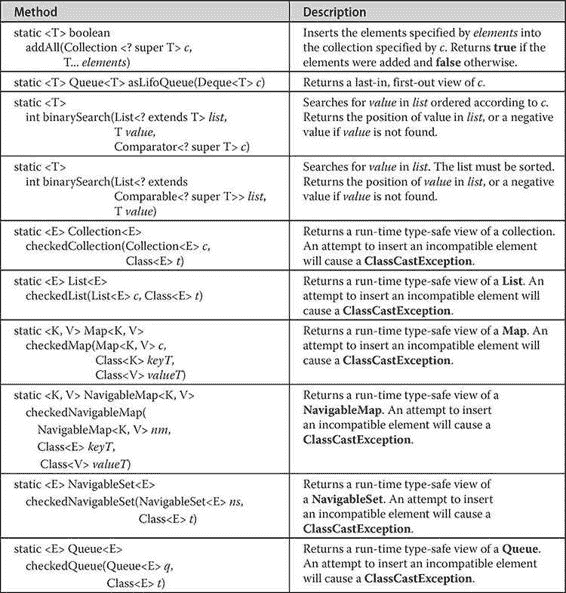 Method
Description
static <T> boolean
addAll(Collection <? super T> c,
T... elements)
Inserts the elements specified by elements into
the collection specified by c. Returns true if the
elements were added and false otherwise.
static <T> Queue<T> asLifoQueue(Deque<T> c)
Returns a last-in, first-out view of c.
static <T>
int binarySearch(List<? extends T> list,
T value,
Comparator<? super T> c)
Searches for value in list ordered according to c.
Returns the position of value in list, or a negative
value if value is not found.
static <T>
int binarySearch(List<? extends
Comparable<? super T>> list,
T value)
Searches for value in list. The list must be sorted.
Returns the position of value in list, or a negative
value if value is not found.
static <E> Collection<E>
checkedCollection(Collection<E> c,
Class<E> t)
Returns a run-time type-safe view of a collection.
An attempt to insert an incompatible element
will cause a ClassCastException.
static <E> List<E>
checkedList(List<E> c, Class<E> t)
Returns a run-time type-safe view of a List. An
attempt to insert an incompatible element will
cause a ClassCastException.
static <K, V> Map<K, V>
checkedMap(Map<K, V> c,
Class<K> keyT,
Class<V> valueT)
Returns a run-time type-safe view of a Map. An
attempt to insert an incompatible element will
cause a ClassCastException.
static <K, V> NavigableMap<K, V>
checkedNavigableMap(
NavigableMap<K, V> nm,
Class<E> keyT,
Class<V> valueT)
Returns a run-time type-safe view of a
NavigableMap. An attempt to insert
an incompatible element will cause a
ClassCastException.
static <E> NavigableSet<E>
checkedNavigableSet(NavigableSet<E> ns,
Class<E> t)
Returns a run-time type-safe view of
a NavigableSet. An attempt to insert
an incompatible element will cause a
ClassCastException.
static <E> Queue<E>
checkedQueue(Queue<E> q,
Class<E> t)
Returns a run-time type-safe view of a Queue.
An attempt to insert an incompatible element
will cause a ClassCastException.